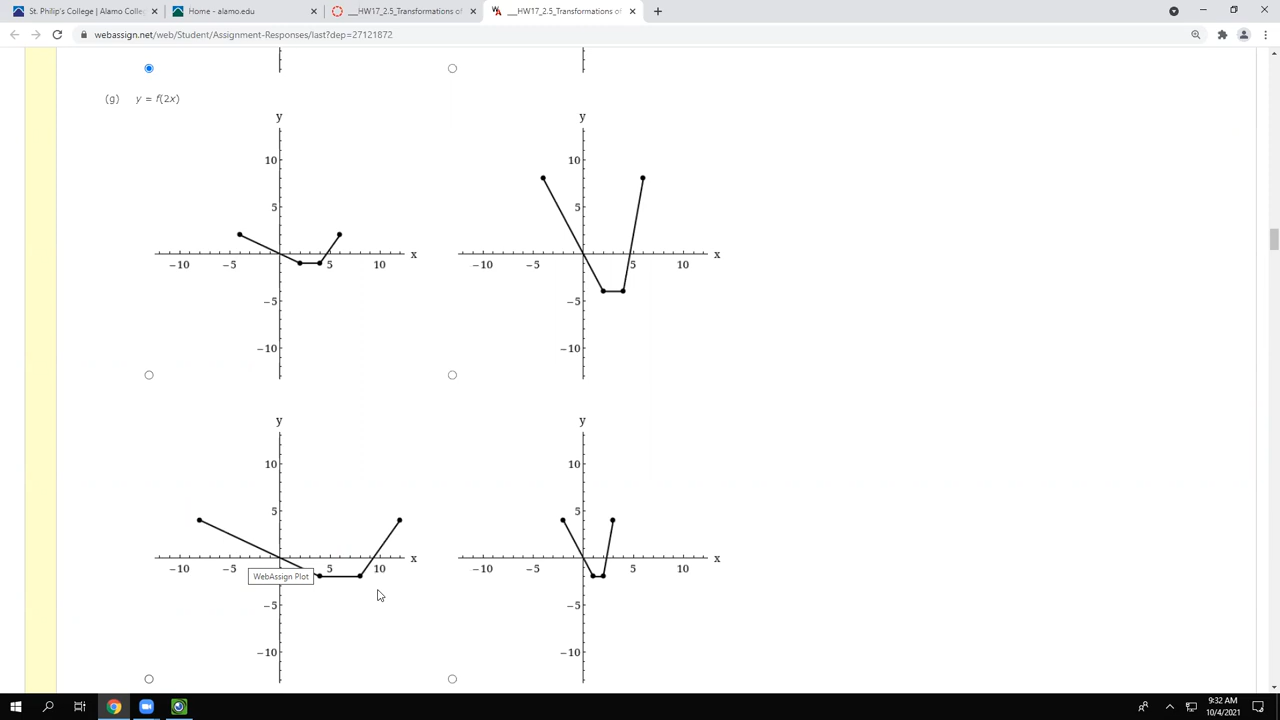 St. Philip's College | Alamo Colleg
Home - alamo.edu
__HW17_2.5_Transformations of
__HW17_2.5_Transformations of
webassign.net/web/Student/Assignment-Responses/last?dep=27121872
(g) y = f(2x)
y
10
5
−10 −5 5 10 x
−5
−10
y
10
5
−10 −5 5 10 x
−5
−10
y
10
5
−10 −5 10 x
WebAssign Plot
−5
−10
y
10
5
−10 −5 5 10 x
−5
−10
9:32 AM
10/4/2021